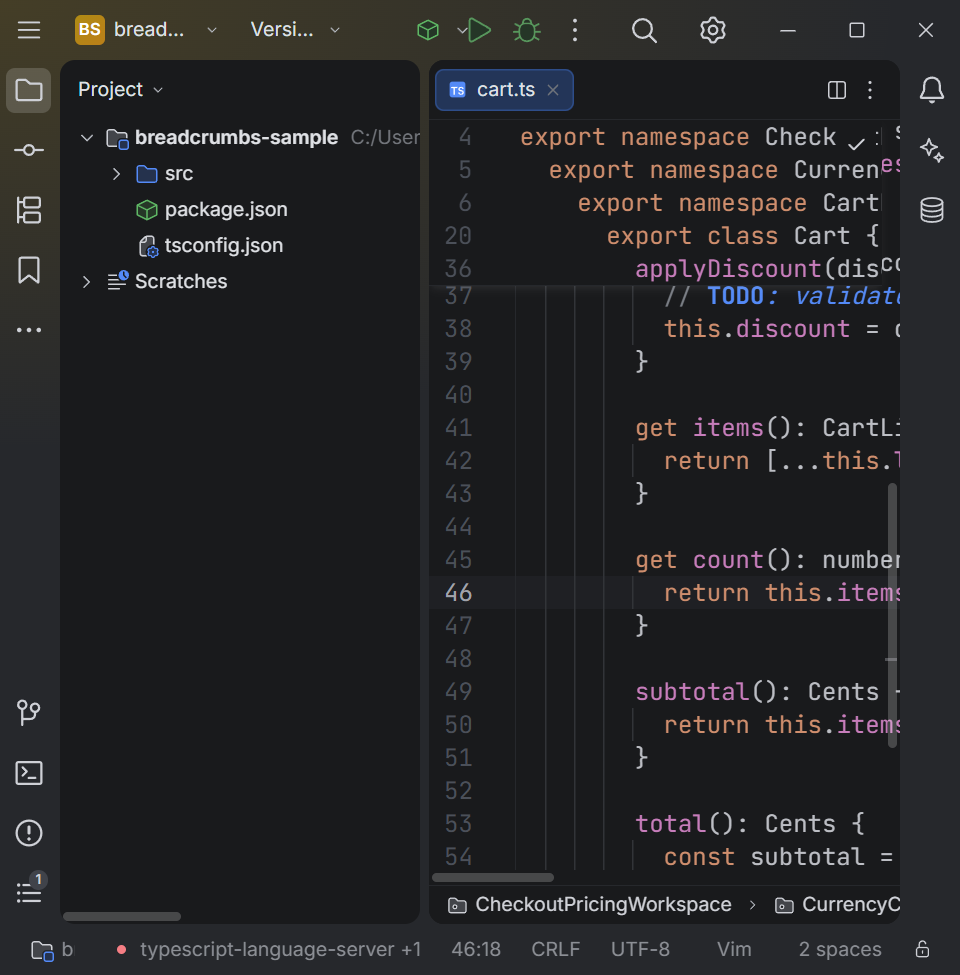 BS bread... Versi...
Project
cart.ts
breadcrumbs-sample C:/User
src
package.json
tsconfig.json
Scratches
4 export namespace Check
5 export namespace Curren
6 export namespace Cart
20 export class Cart {
36 applyDiscount(dis
37 // TODO: validate
38 this.discount =
39 }
40
41 get items(): CartLi
42 return [...this.l
43 }
44
45 get count(): number
46 return this.items
47 }
48
49 subtotal(): Cents
50 return this.items
51 }
52
53 total(): Cents {
54 const subtotal =
1
CheckoutPricingWorkspace > CurrencyC
b typescript-language-server +1 46:18 CRLF UTF-8 Vim 2 spaces